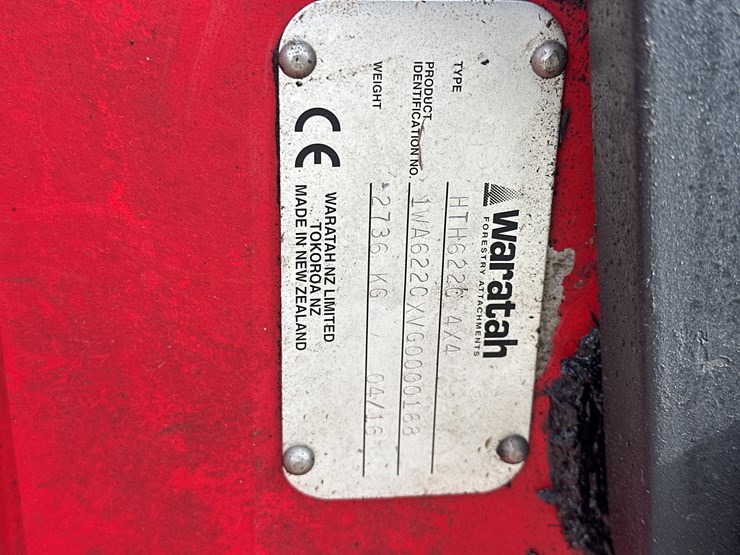 Waratah
FORESTRY ATTACHMENTS
TYPE HTH622C 4X4
PRODUCT
IDENTIFICATION NO. 1WA622CXVG0000188
WEIGHT 2736 KG 04/16
CE
WARATAH NZ LIMITED
TOKOROA NZ
MADE IN NEW ZEALAND